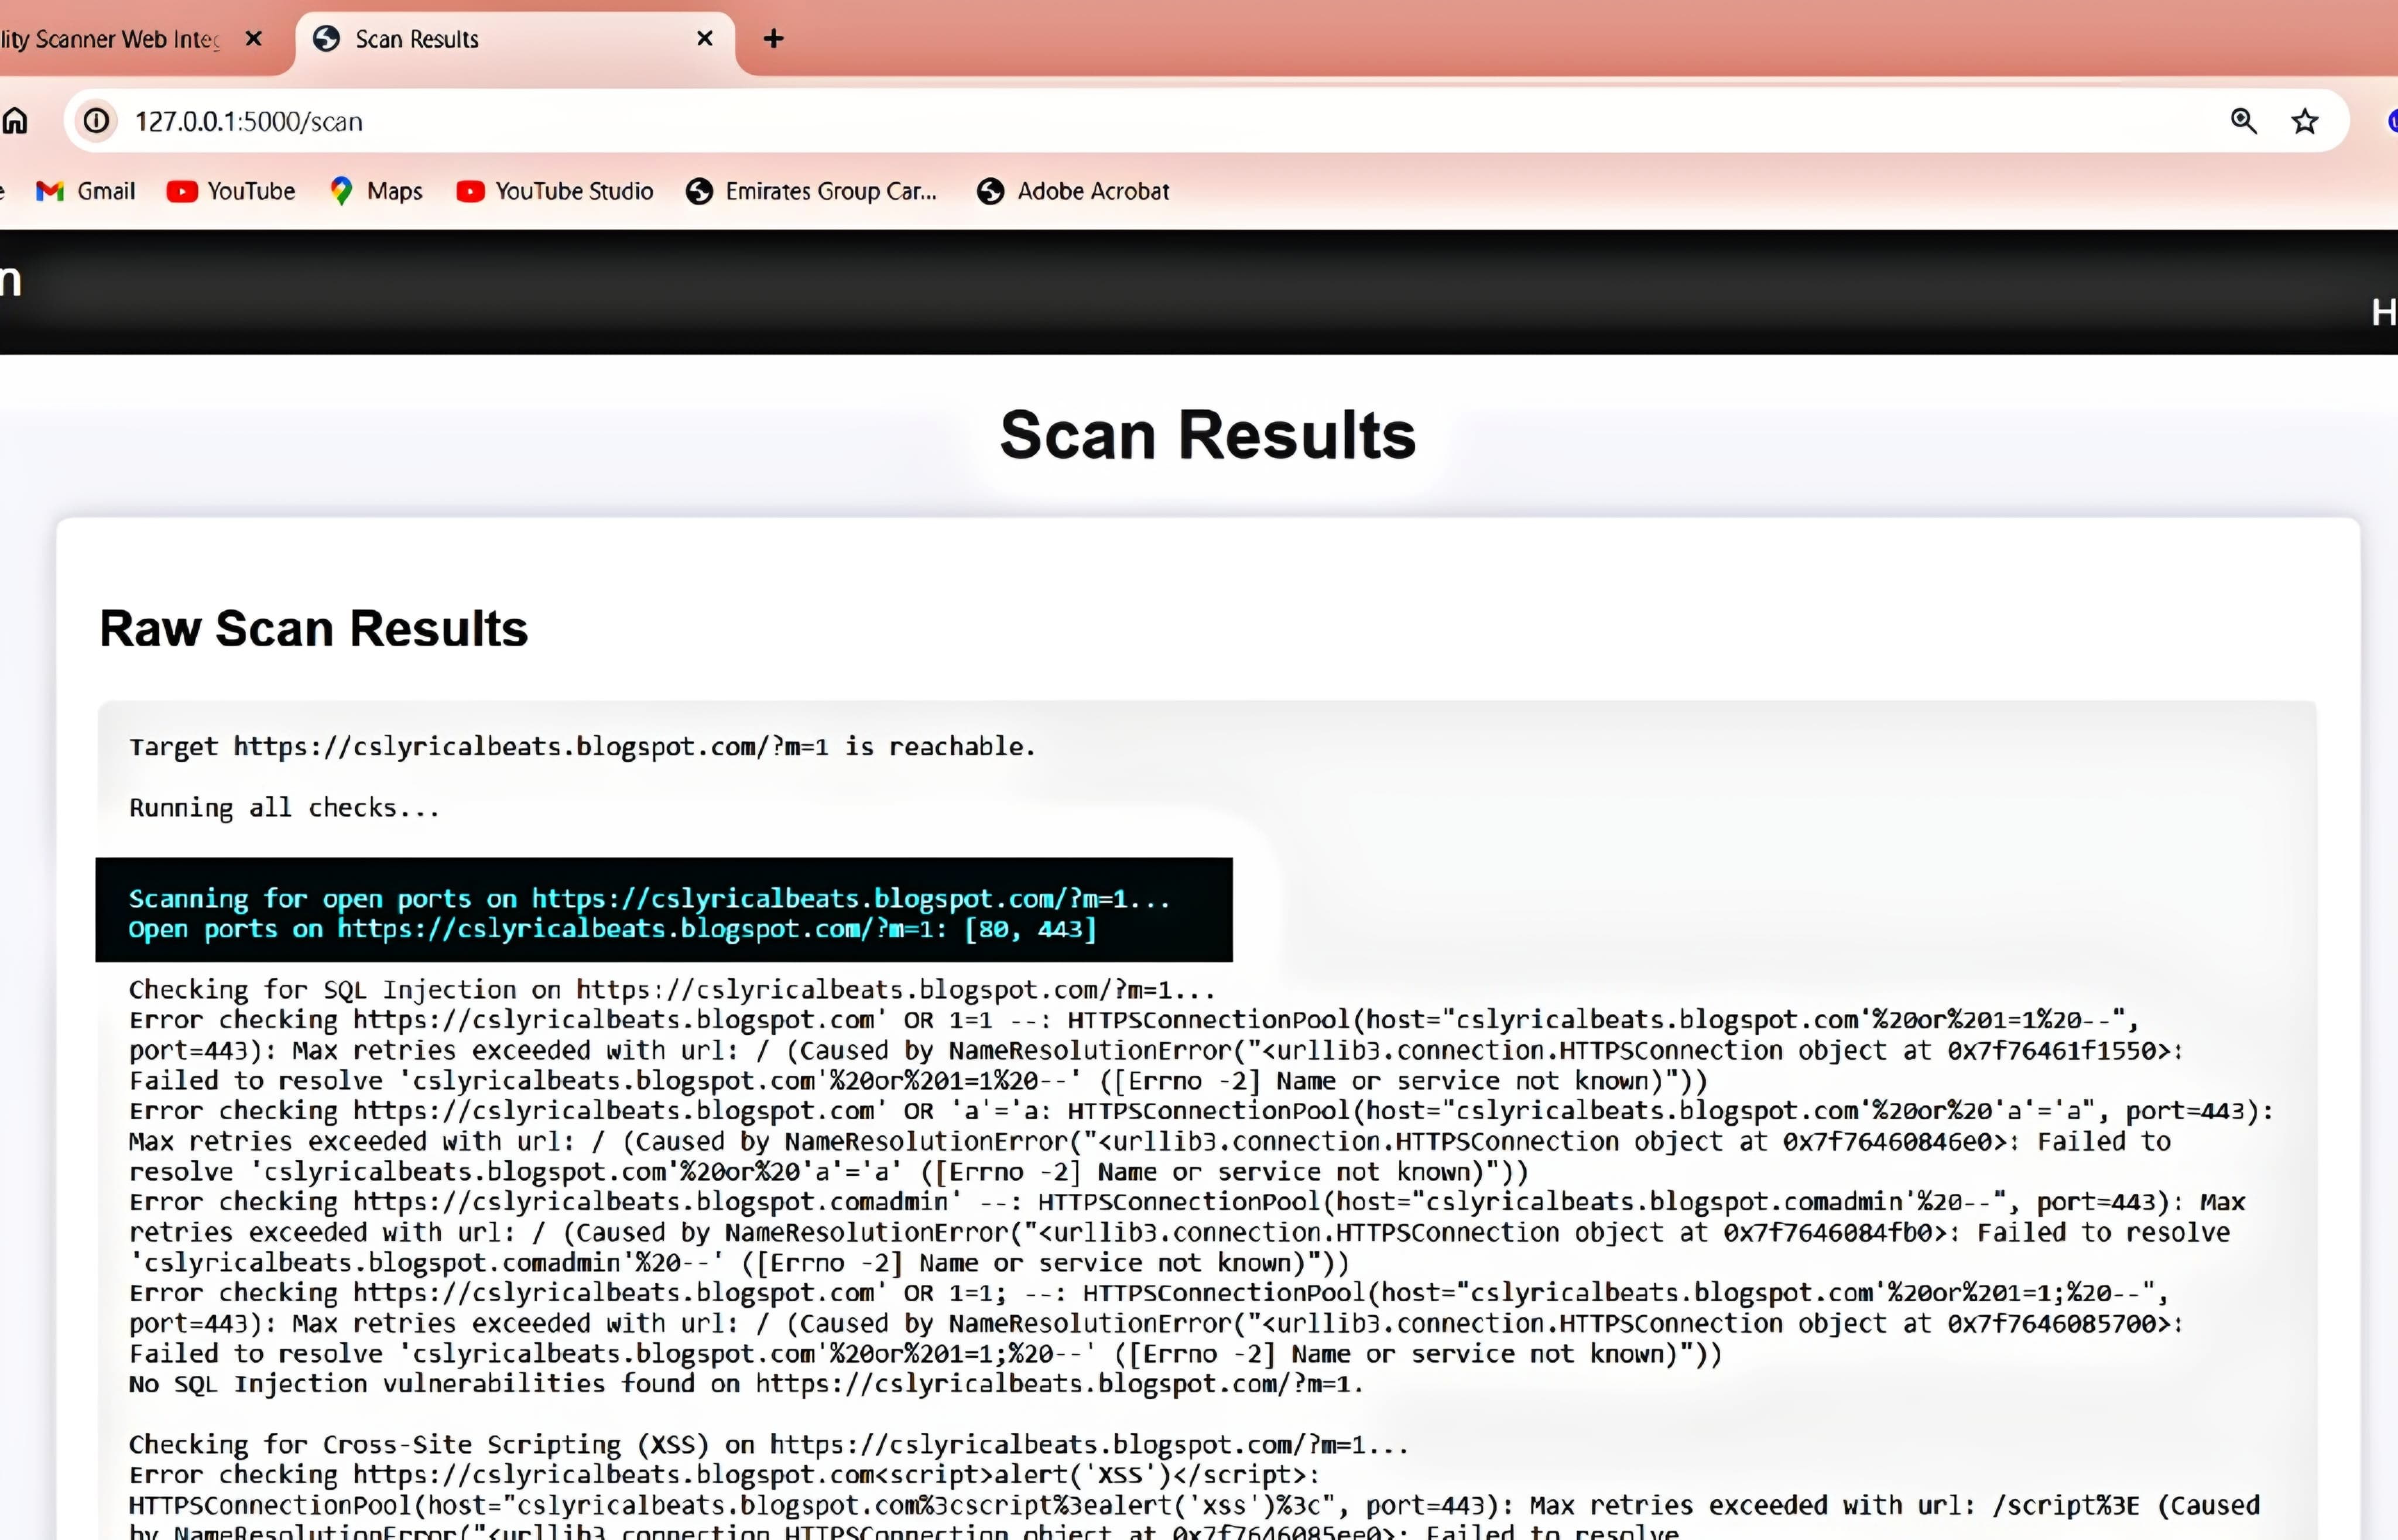 lity Scanner Web Integ
Scan Results
127.0.0.1:5000/scan
e Gmail YouTube Maps YouTube Studio Emirates Group Car... Adobe Acrobat
n
H
Scan Results
Raw Scan Results
Target https://cslyricalbeats.blogspot.com/?m=1 is reachable.
Running all checks...
Scanning for open ports on https://cslyricalbeats.blogspot.com/?m=1...
Open ports on https://cslyricalbeats.blogspot.com/?m=1: [80, 443]
Checking for SQL Injection on https://cslyricalbeats.blogspot.com/?m=1...
Error checking https://cslyricalbeats.blogspot.com' OR 1=1 --: HTTPSConnectionPool(host="cslyricalbeats.blogspot.com'%20or%201=1%20--",
port=443): Max retries exceeded with url: / (Caused by NameResolutionError("<urllib3.connection.HTTPSConnection object at 0x7f76461f1550>:
Failed to resolve 'cslyricalbeats.blogspot.com'%20or%201=1%20--' ([Errno -2] Name or service not known)"))
Error checking https://cslyricalbeats.blogspot.com' OR 'a'='a: HTTPSConnectionPool(host="cslyricalbeats.blogspot.com'%20or%20'a'='a", port=443):
Max retries exceeded with url: / (Caused by NameResolutionError("<urllib3.connection.HTTPSConnection object at 0x7f76460846e0>: Failed to
resolve 'cslyricalbeats.blogspot.com'%20or%20'a'='a' ([Errno -2] Name or service not known)"))
Error checking https://cslyricalbeats.blogspot.comadmin' --: HTTPSConnectionPool(host="cslyricalbeats.blogspot.comadmin'%20--", port=443): Max
retries exceeded with url: / (Caused by NameResolutionError("<urllib3.connection.HTTPSConnection object at 0x7f7646084fb0>: Failed to resolve
'cslyricalbeats.blogspot.comadmin'%20--' ([Errno -2] Name or service not known)"))
Error checking https://cslyricalbeats.blogspot.com' OR 1=1; --: HTTPSConnectionPool(host="cslyricalbeats.blogspot.com'%20or%201=1;%20--",
port=443): Max retries exceeded with url: / (Caused by NameResolutionError("<urllib3.connection.HTTPSConnection object at 0x7f7646085700>:
Failed to resolve 'cslyricalbeats.blogspot.com'%20or%201=1;%20--' ([Errno -2] Name or service not known)"))
No SQL Injection vulnerabilities found on https://cslyricalbeats.blogspot.com/?m=1.
Checking for Cross-Site Scripting (XSS) on https://cslyricalbeats.blogspot.com/?m=1...
Error checking https://cslyricalbeats.blogspot.com<script>alert('XSS')</script>:
HTTPSConnectionPool(host="cslyricalbeats.blogspot.com%3cscript%3ealert('xss')%3c", port=443): Max retries exceeded with url: /script%3E (Caused
by NameResolutionError("<urllib3.connection.HTTPSConnection object at 0x7f7646085ee0>: Failed to resolve